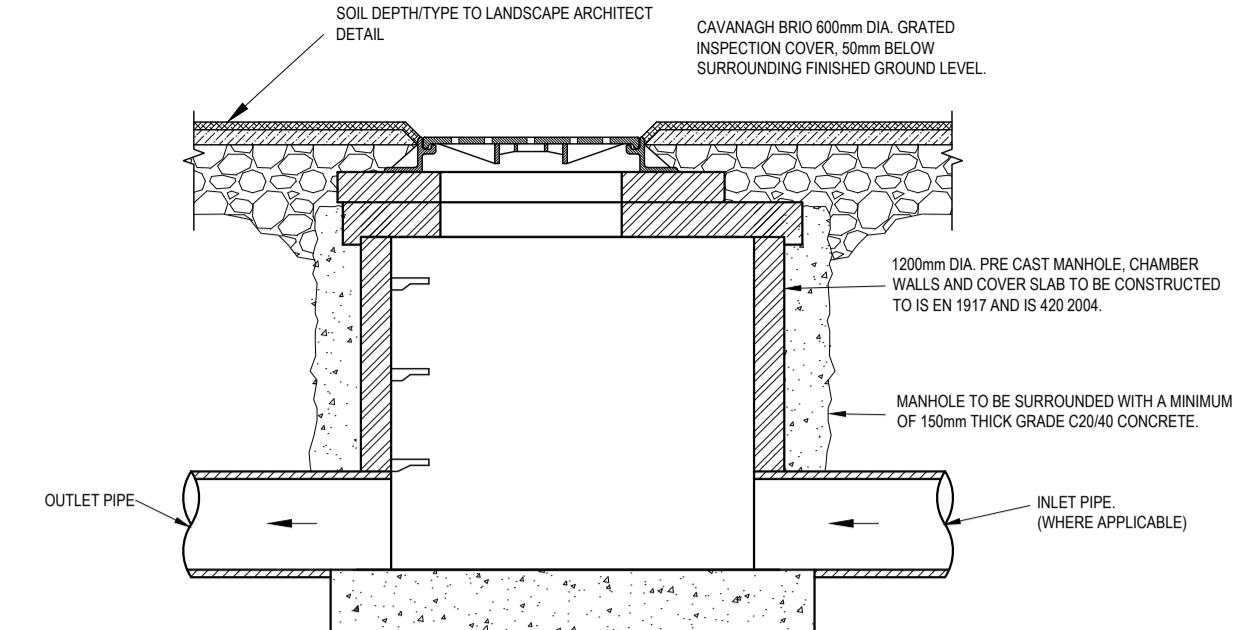 SOIL DEPTH/TYPE TO LANDSCAPE ARCHITECT
DETAIL
CAVANAGH BRIO 600mm DIA. GRATED
INSPECTION COVER, 50mm BELOW
SURROUNDING FINISHED GROUND LEVEL.
1200mm DIA. PRE CAST MANHOLE, CHAMBER
WALLS AND COVER SLAB TO BE CONSTRUCTED
TO IS EN 1917 AND IS 420 2004.
MANHOLE TO BE SURROUNDED WITH A MINIMUM
OF 150mm THICK GRADE C20/40 CONCRETE.
OUTLET PIPE
INLET PIPE.
(WHERE APPLICABLE)